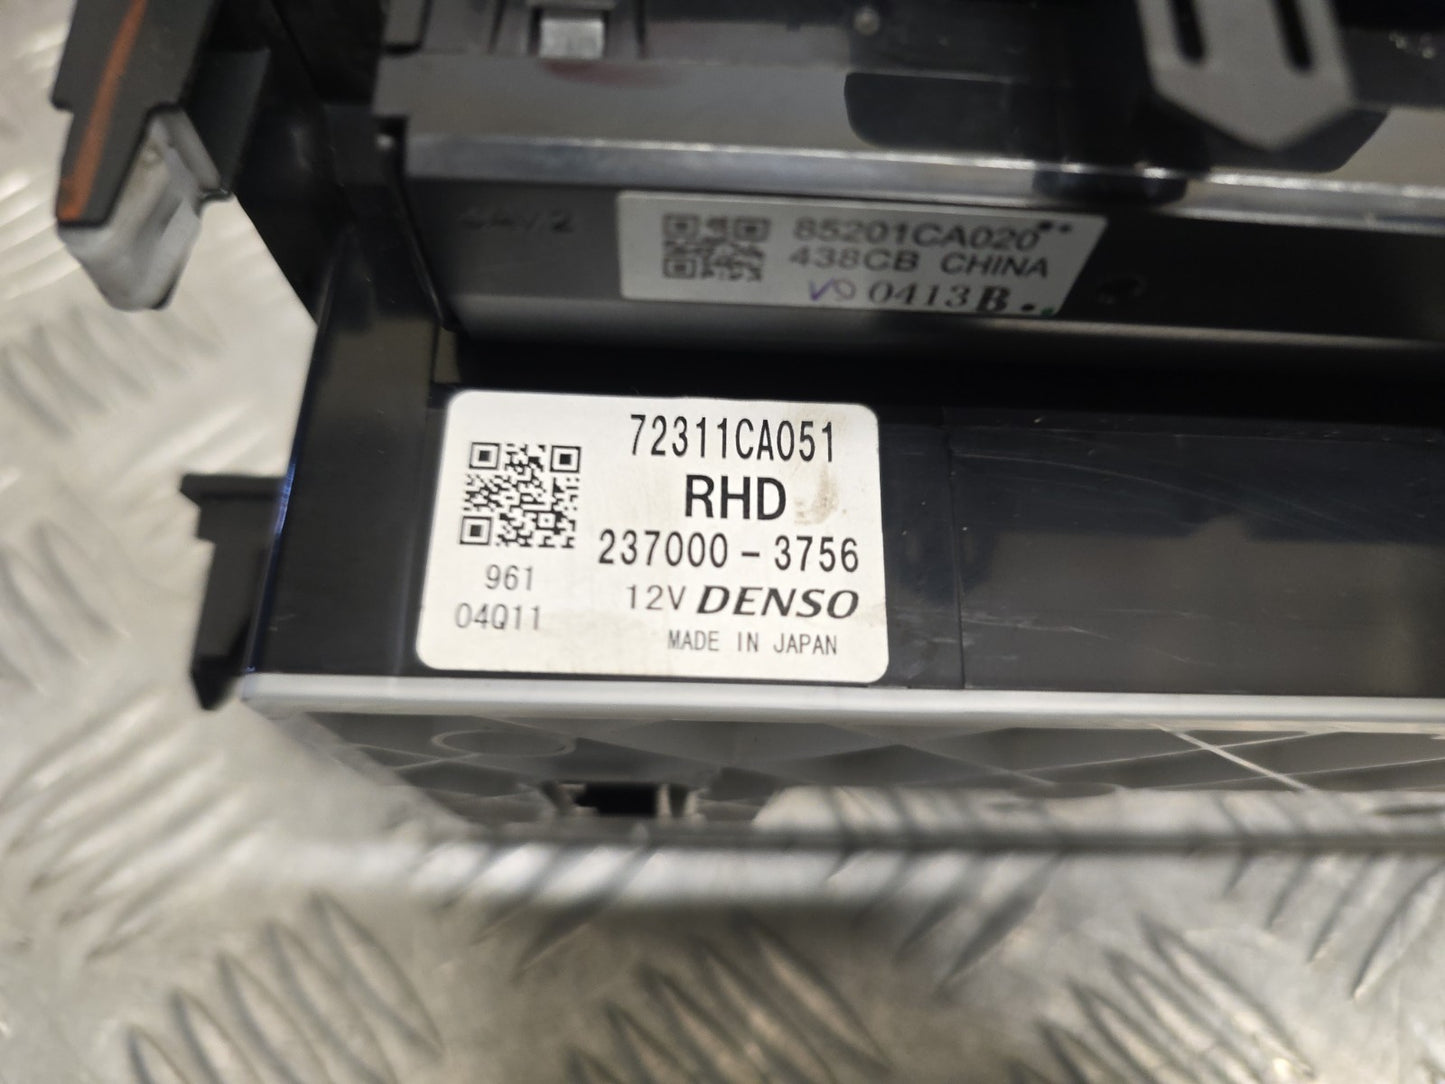 85201CA020
438CB CHINA
V9 0413B
72311CA051
RHD
237000-3756
961
12V DENSO
04Q11
MADE IN JAPAN